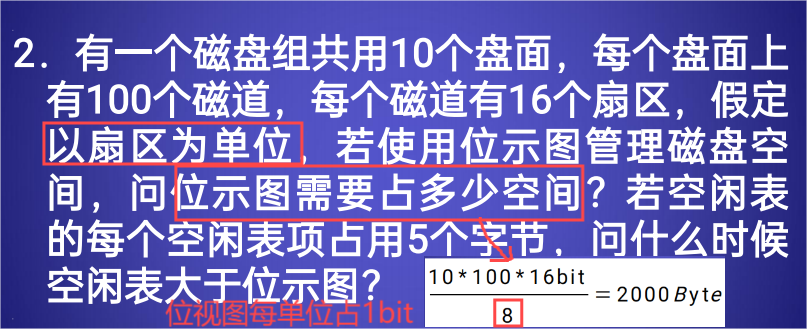 2．有一个磁盘组共用10个盘面，每个盘面上
有100个磁道，每个磁道有16个扇区，假定
以扇区为单位，若使用位示图管理磁盘空
间，问位示图需要占多少空间？若空闲表
的每个空闲表项占用5个字节，问什么时候
空闲表大于位示图？
10*100*16bit
8
=2000Byte
位视图每单位占1bit